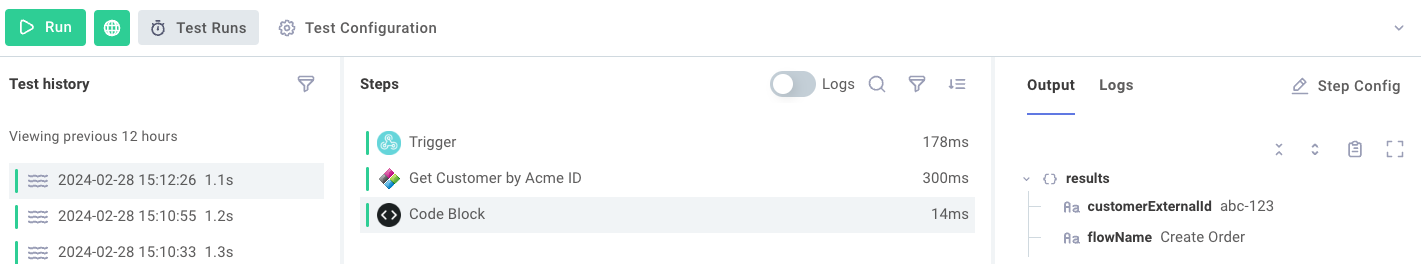 Run
Test Runs
Test Configuration
Test history
Viewing previous 12 hours
2024-02-28 15:12:26 1.1s
2024-02-28 15:10:55 1.2s
2024-02-28 15:10:33 1.3s
Steps
Logs
Trigger 178ms
Get Customer by Acme ID 300ms
Code Block 14ms
Output Logs
Step Config
results
Aa customerExternalId abc-123
Aa flowName Create Order